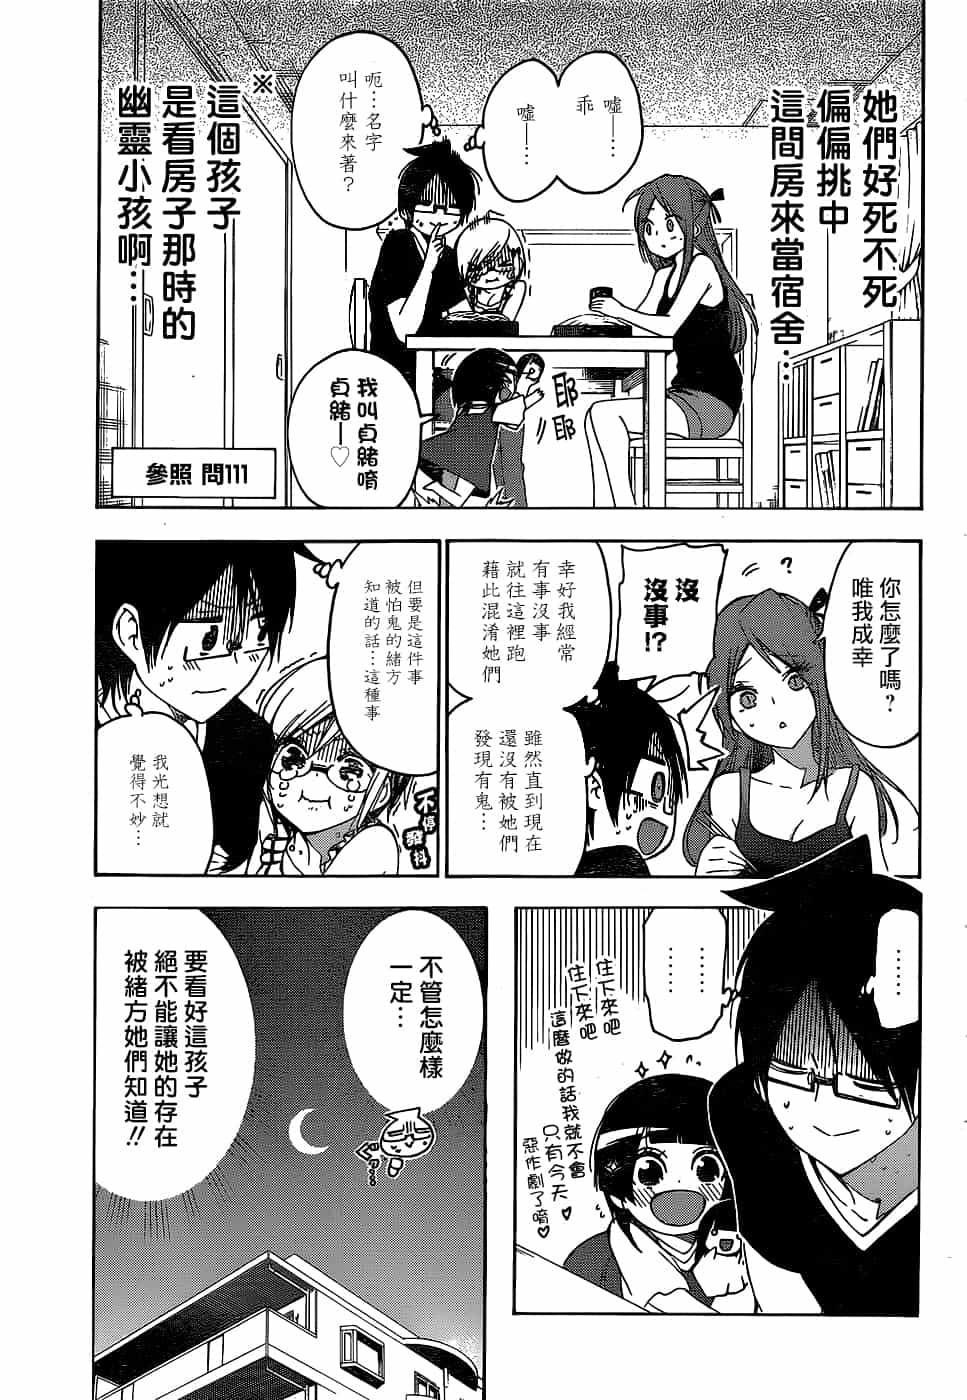 她們好死不死
偏偏挑中
這間房來當宿舍…
噓——
乖
噓——
呃…名字
叫什麼來著？
※
這個孩子
是看房子那時的
幽靈小孩啊…
耶
耶
我叫貞緒唷
貞緒—♡
參照 問111
你怎麼了嗎？
唯我成幸
?
沒
沒事!?
幸好我經常
有事沒事
就往這裡跑
藉此混淆她們
雖然直到現在
還沒有被她們
發現有鬼…
但要是這件事
被怕鬼的緒方
知道的話…這種事
不停發抖
我光想就
覺得不妙…
………
………
………
住下來吧
住下來吧
這麼做的話我就不會
只有今天♥
惡作劇了唷♥
不管怎麼樣
一定…
ぐッ…
要看好這孩子
絕不能讓她的存在
被緒方她們知道!!